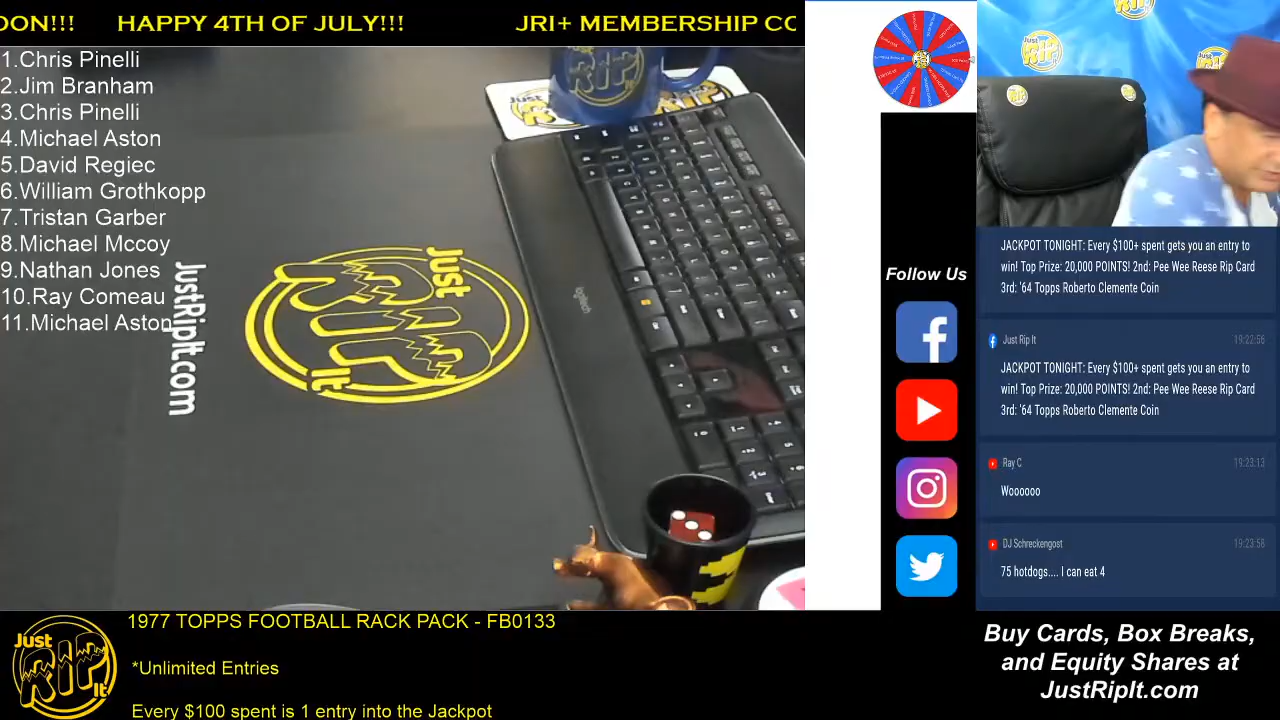 OON!!! HAPPY 4TH OF JULY!!! JRI+ MEMBERSHIP CO
1.Chris Pinelli
2.Jim Branham
3.Chris Pinelli
4.Michael Aston
5.David Regiec
6.William Grothkopp
7.Tristan Garber
8.Michael Mccoy
9.Nathan Jones
10.Ray Comeau
11.Michael Aston
JustRipIt.com
Just
RIP
It
logitech
Follow Us
JACKPOT TONIGHT: Every $100+ spent gets you an entry to
win! Top Prize: 20,000 POINTS! 2nd: Pee Wee Reese Rip Card
3rd: '64 Topps Roberto Clemente Coin
Just Rip It 19:22:56
JACKPOT TONIGHT: Every $100+ spent gets you an entry to
win! Top Prize: 20,000 POINTS! 2nd: Pee Wee Reese Rip Card
3rd: '64 Topps Roberto Clemente Coin
Ray C 19:23:13
Woooooo
DJ Schreckengost 19:23:58
75 hotdogs.... I can eat 4
Just
RIP
It
1977 TOPPS FOOTBALL RACK PACK - FB0133
*Unlimited Entries
Every $100 spent is 1 entry into the Jackpot
Buy Cards, Box Breaks,
and Equity Shares at
JustRipIt.com